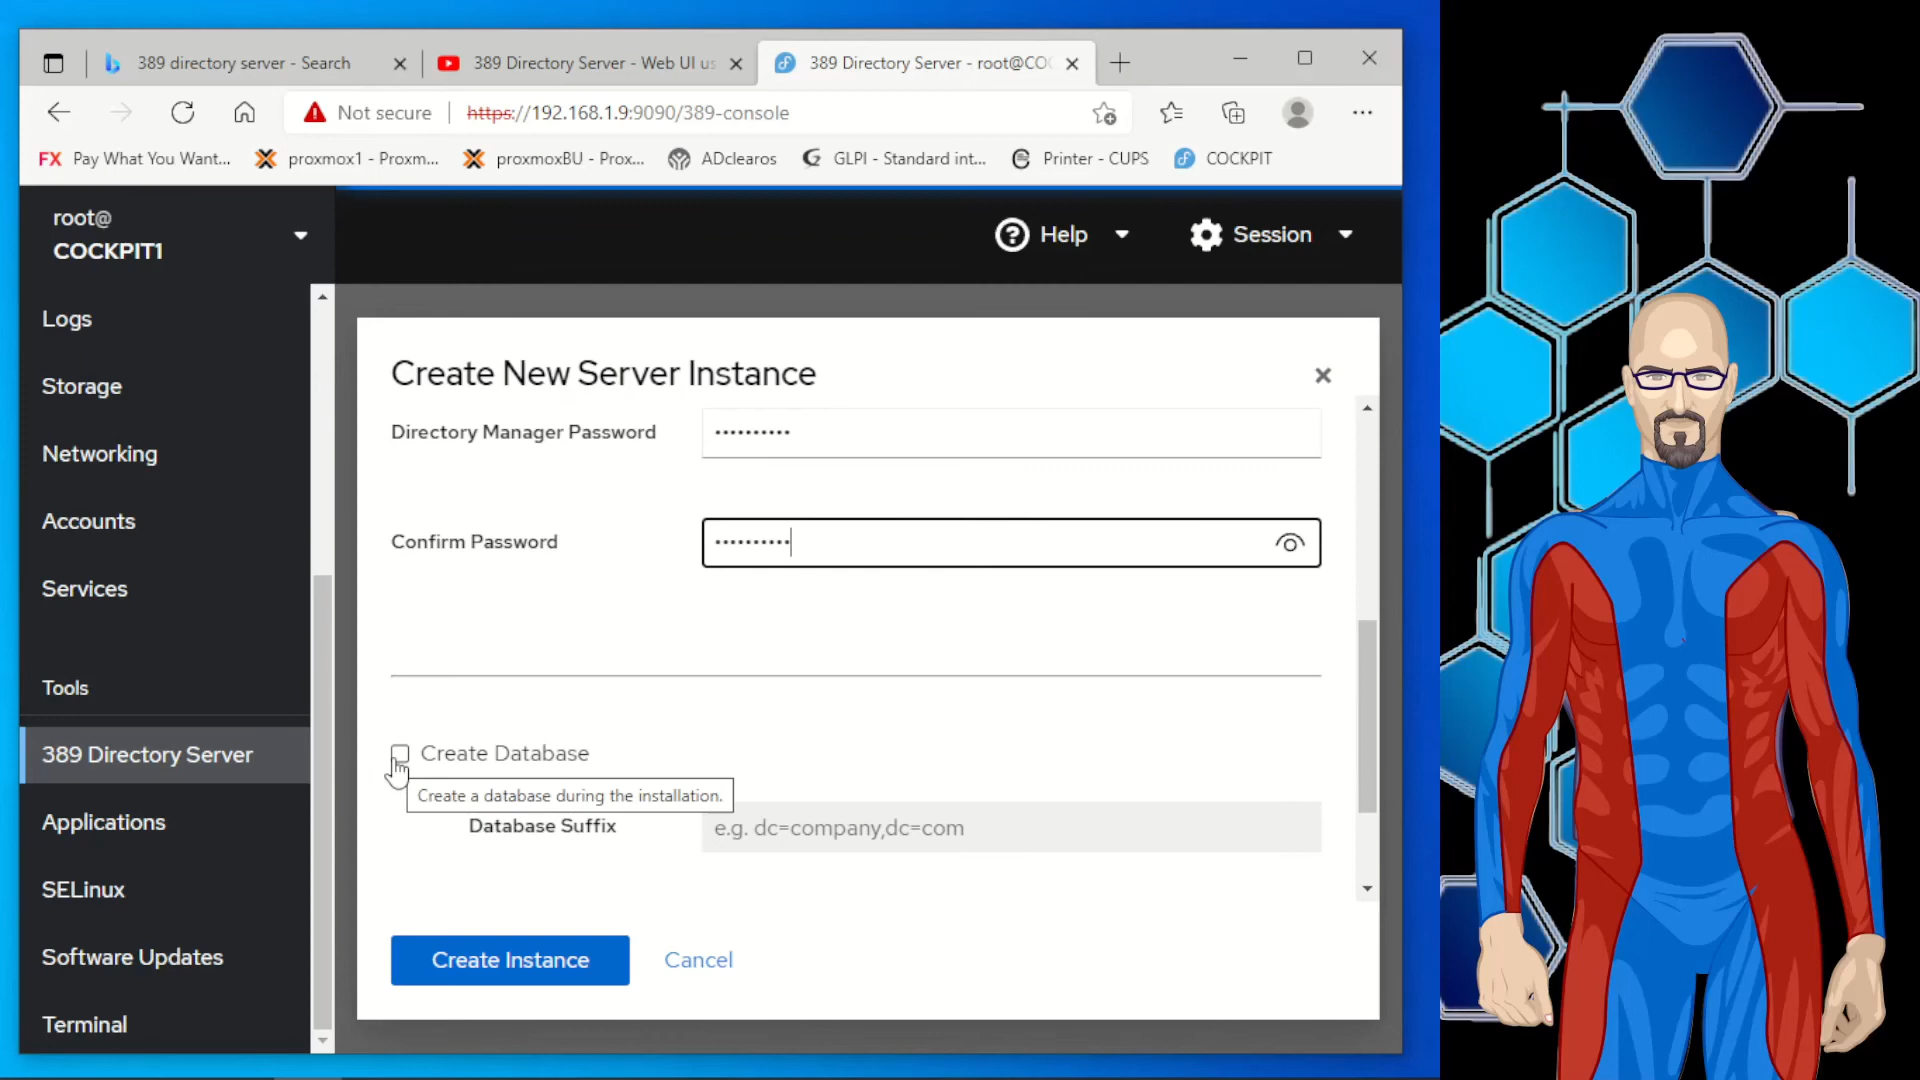 389 directory server - Search
389 Directory Server - Web UI us
389 Directory Server - root@CO
Not secure
https://192.168.1.9:9090/389-console
FX Pay What You Want...
proxmox1 - Proxm...
proxmoxBU - Prox...
ADclearos
GLPI - Standard int...
Printer - CUPS
COCKPIT
root@
COCKPIT1
Help
Session
Logs
Storage
Networking
Accounts
Services
Tools
389 Directory Server
Applications
SELinux
Software Updates
Terminal
Create New Server Instance
Directory Manager Password
Confirm Password
Create Database
Create a database during the installation.
Database Suffix
e.g. dc=company,dc=com
Create Instance
Cancel